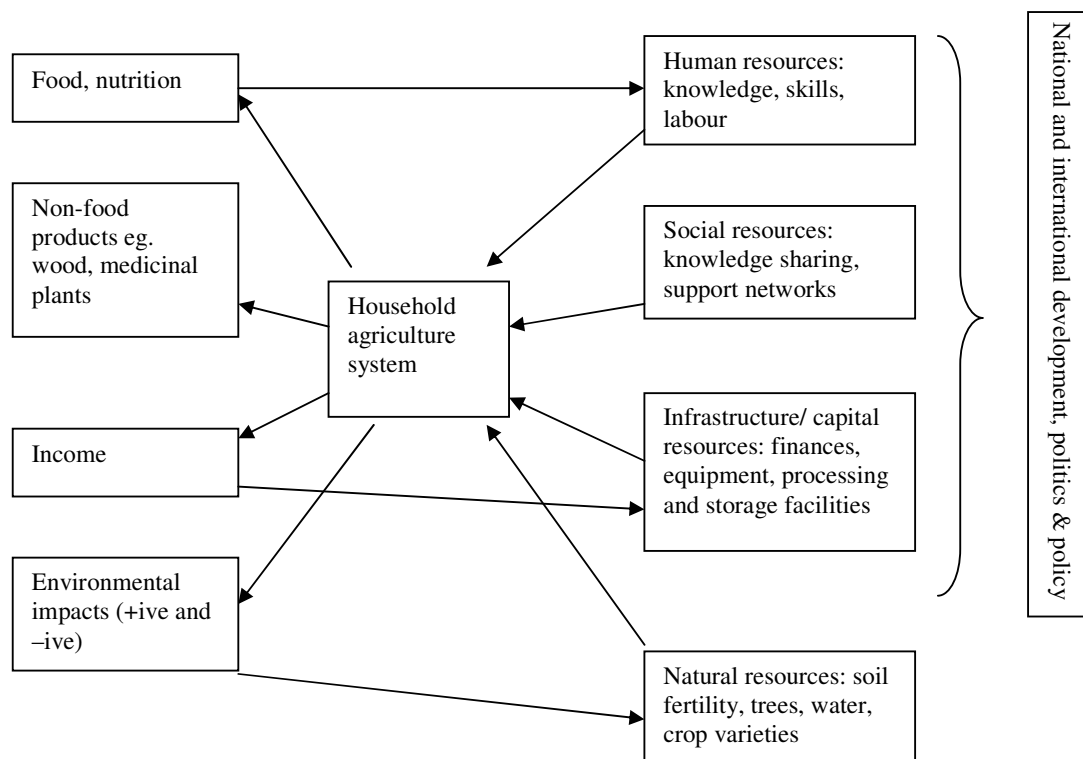 Food, nutrition
Non-food
products eg.
wood, medicinal
plants
Income
Environmental
impacts (+ive and
–ive)
Household
agriculture
system
Human resources:
knowledge, skills,
labour
Social resources:
knowledge sharing,
support networks
Infrastructure/ capital
resources: finances,
equipment, processing
and storage facilities
Natural resources: soil
fertility, trees, water,
crop varieties
National and international development, politics & policy